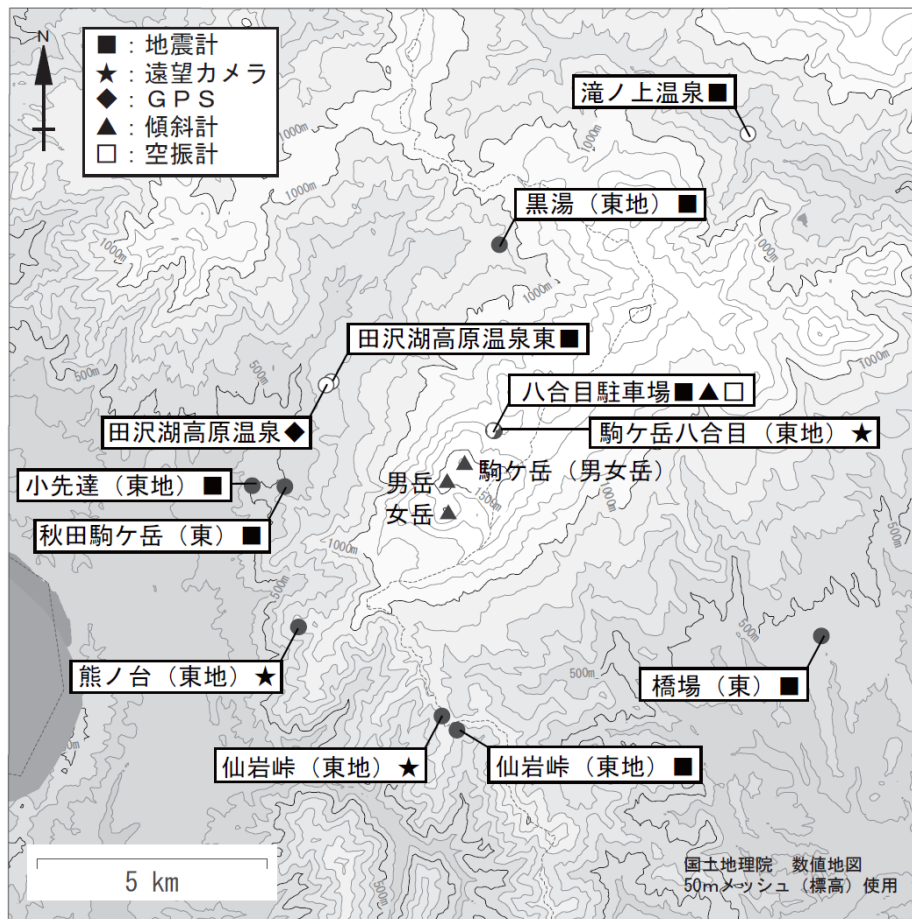 N
■：地震計
★：遠望カメラ
◆：ＧＰＳ
▲：傾斜計
□：空振計
滝ノ上温泉■
黒湯（東地）■
田沢湖高原温泉東■
八合目駐車場■▲□
田沢湖高原温泉◆
駒ケ岳八合目（東地）★
駒ケ岳（男女岳）
男岳
女岳
小先達（東地）■
秋田駒ケ岳（東）■
熊ノ台（東地）★
橋場（東）■
仙岩峠（東地）★
仙岩峠（東地）■
1000m
1000m
1000m
1000m
1000m
1000m
1000m
1000m
1000m
500m
500m
500m
500m
500m
500m
500m
5 km
国土地理院　数値地図
50mメッシュ（標高）使用